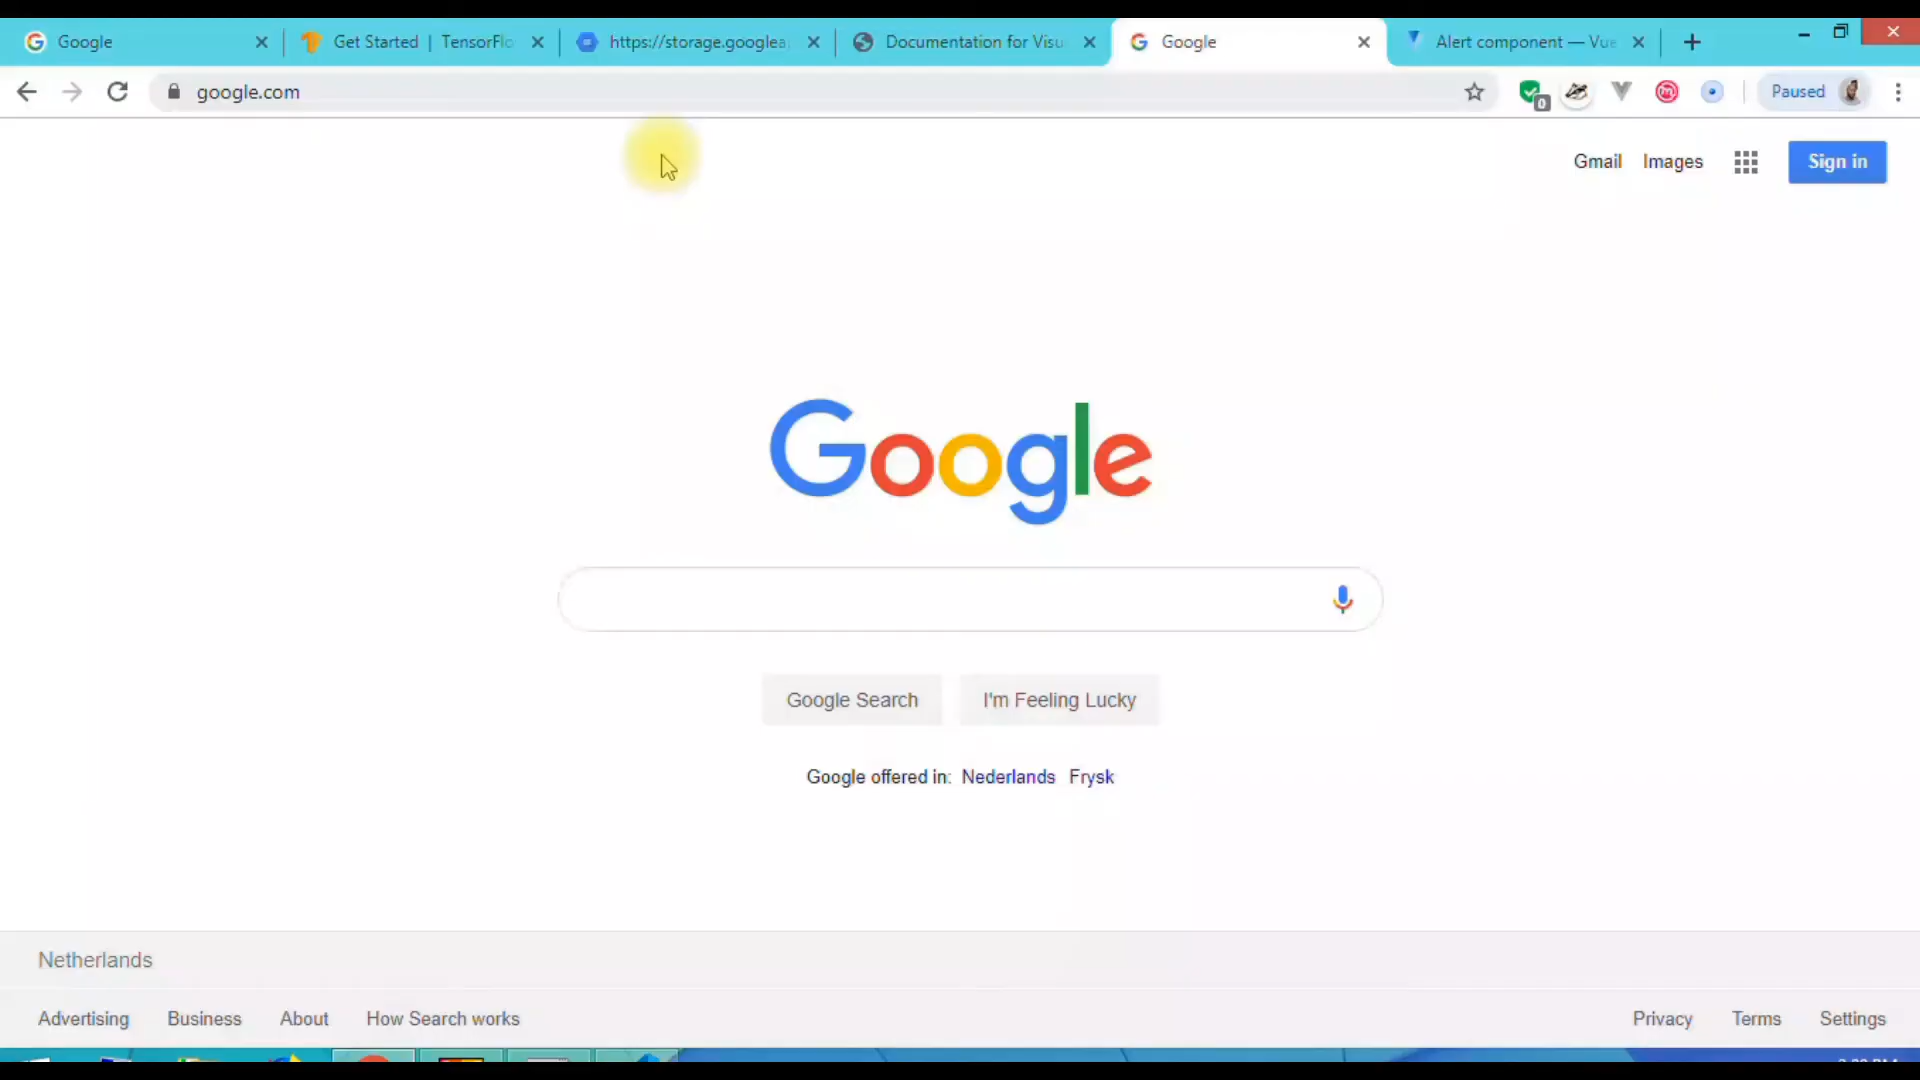 Google
Get Started | TensorFlo
https://storage.googlea
Documentation for Visu
Google
Alert component — Vue
google.com
0
Paused
Gmail
Images
Sign in
Google
Google Search
I'm Feeling Lucky
Google offered in: Nederlands Frysk
Netherlands
Advertising
Business
About
How Search works
Privacy
Terms
Settings